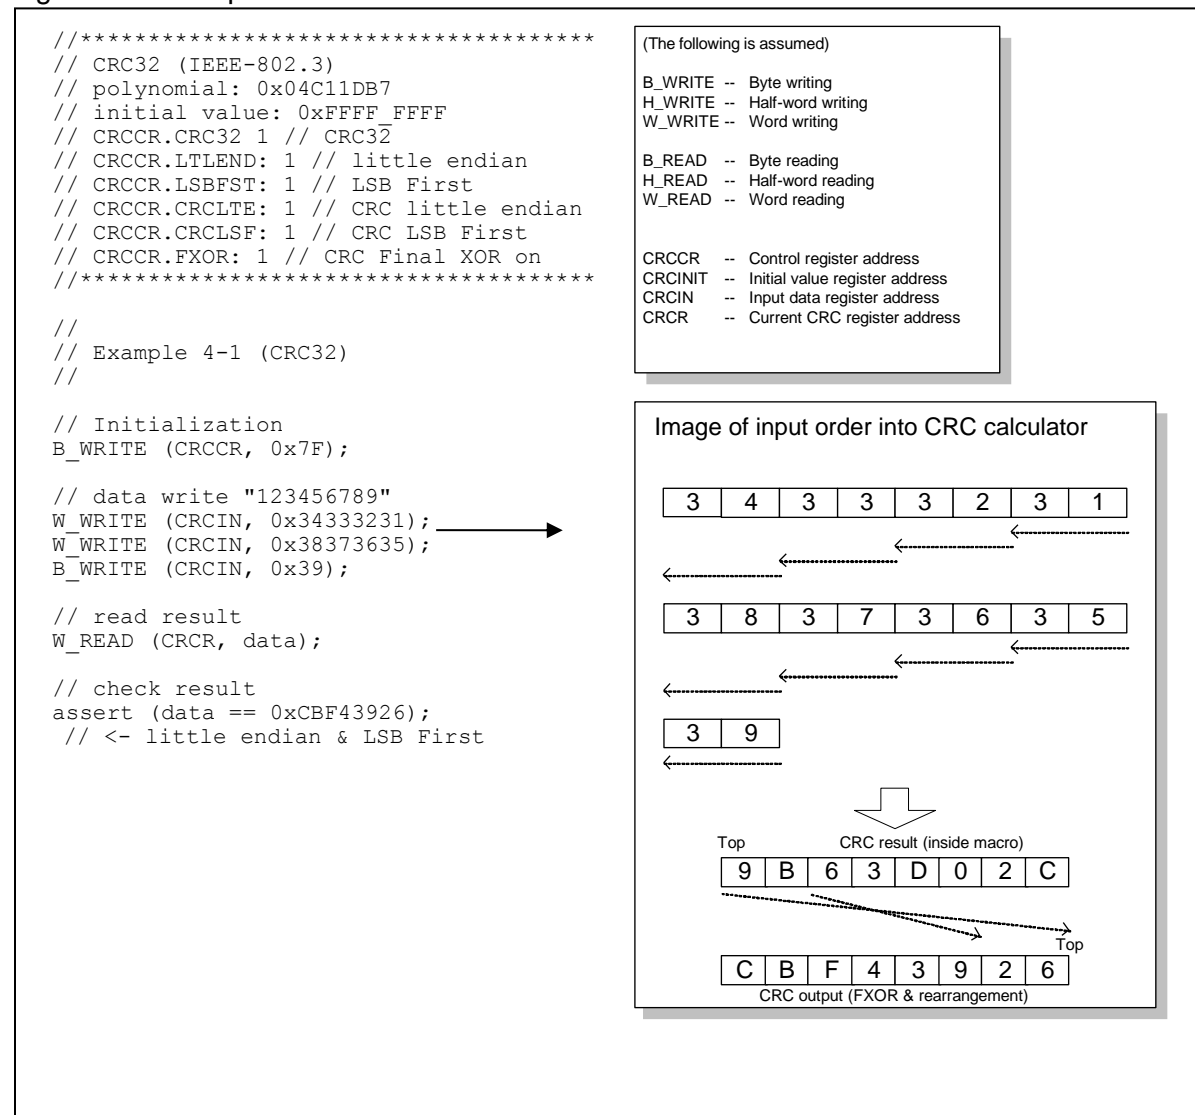 //**************************************
// CRC32 (IEEE-802.3)
// polynomial: 0x04C11DB7
// initial value: 0xFFFF_FFFF
// CRCCR.CRC32 1 // CRC32
// CRCCR.LTLEND: 1 // little endian
// CRCCR.LSBFST: 1 // LSB First
// CRCCR.CRCLTE: 1 // CRC little endian
// CRCCR.CRCLSF: 1 // CRC LSB First
// CRCCR.FXOR: 1 // CRC Final XOR on
//**************************************
//
// Example 4-1 (CRC32)
//
// Initialization
B_WRITE (CRCCR, 0x7F);
// data write "123456789"
W_WRITE (CRCIN, 0x34333231);
W_WRITE (CRCIN, 0x38373635);
B_WRITE (CRCIN, 0x39);
// read result
W_READ (CRCR, data);
// check result
assert (data == 0xCBF43926);
// <- little endian & LSB First
(The following is assumed)
B_WRITE -- Byte writing
H_WRITE -- Half-word writing
W_WRITE -- Word writing
B_READ -- Byte reading
H_READ -- Half-word reading
W_READ -- Word reading
CRCCR -- Control register address
CRCINIT -- Initial value register address
CRCIN -- Input data register address
CRCR -- Current CRC register address
Image of input order into CRC calculator
3 4 3 3 3 2 3 1
3 8 3 7 3 6 3 5
3 9
Top CRC result (inside macro)
9 B 6 3 D 0 2 C
Top
C B F 4 3 9 2 6
CRC output (FXOR & rearrangement)